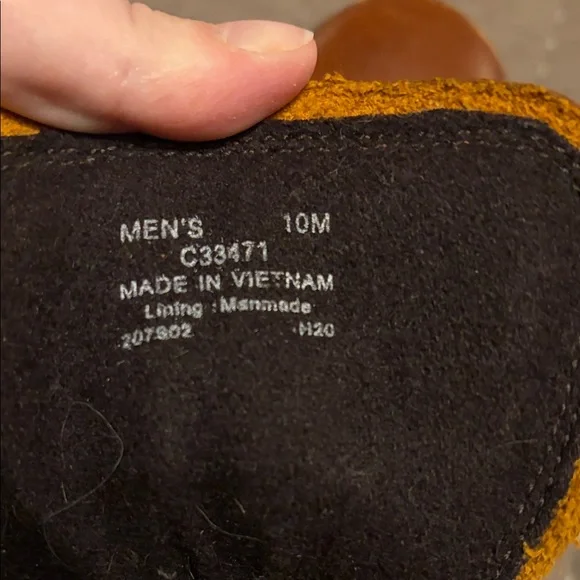 MEN'S 10M
C33471
MADE IN VIETNAM
Lining :Manmade
207902 H20